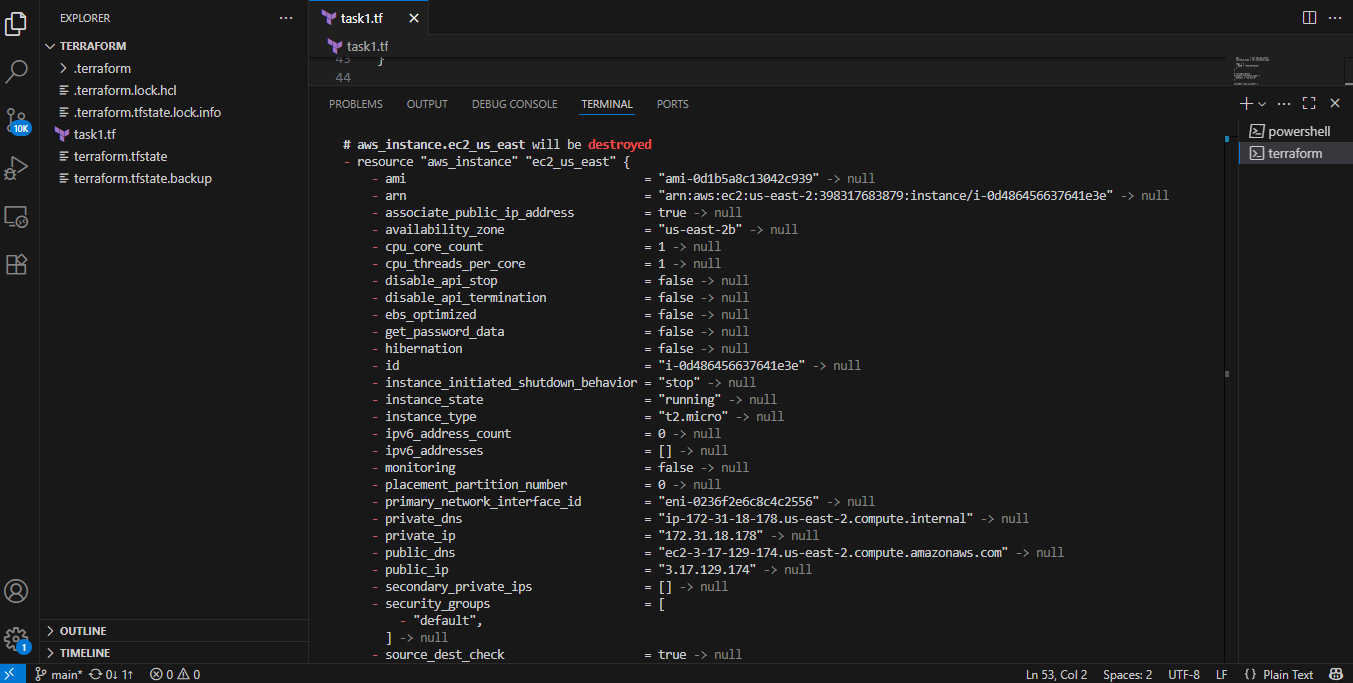 EXPLORER
TERRAFORM
.terraform
.terraform.lock.hcl
.terraform.tfstate.lock.info
task1.tf
terraform.tfstate
terraform.tfstate.backup
OUTLINE
TIMELINE
10K
1
task1.tf
task1.tf
43 }
44
PROBLEMS OUTPUT DEBUG CONSOLE TERMINAL PORTS
# aws_instance.ec2_us_east will be destroyed
- resource "aws_instance" "ec2_us_east" {
- ami = "ami-0d1b5a8c13042c939" -> null
- arn = "arn:aws:ec2:us-east-2:398317683879:instance/i-0d486456637641e3e" -> null
- associate_public_ip_address = true -> null
- availability_zone = "us-east-2b" -> null
- cpu_core_count = 1 -> null
- cpu_threads_per_core = 1 -> null
- disable_api_stop = false -> null
- disable_api_termination = false -> null
- ebs_optimized = false -> null
- get_password_data = false -> null
- hibernation = false -> null
- id = "i-0d486456637641e3e" -> null
- instance_initiated_shutdown_behavior = "stop" -> null
- instance_state = "running" -> null
- instance_type = "t2.micro" -> null
- ipv6_address_count = 0 -> null
- ipv6_addresses = [] -> null
- monitoring = false -> null
- placement_partition_number = 0 -> null
- primary_network_interface_id = "eni-0236f2e6c8c4c2556" -> null
- private_dns = "ip-172-31-18-178.us-east-2.compute.internal" -> null
- private_ip = "172.31.18.178" -> null
- public_dns = "ec2-3-17-129-174.us-east-2.compute.amazonaws.com" -> null
- public_ip = "3.17.129.174" -> null
- secondary_private_ips = [] -> null
- security_groups = [
- "default",
] -> null
- source_dest_check = true -> null
powershell
terraform
main* 0↓ 1↑ 0 0 Ln 53, Col 2 Spaces: 2 UTF-8 LF {} Plain Text